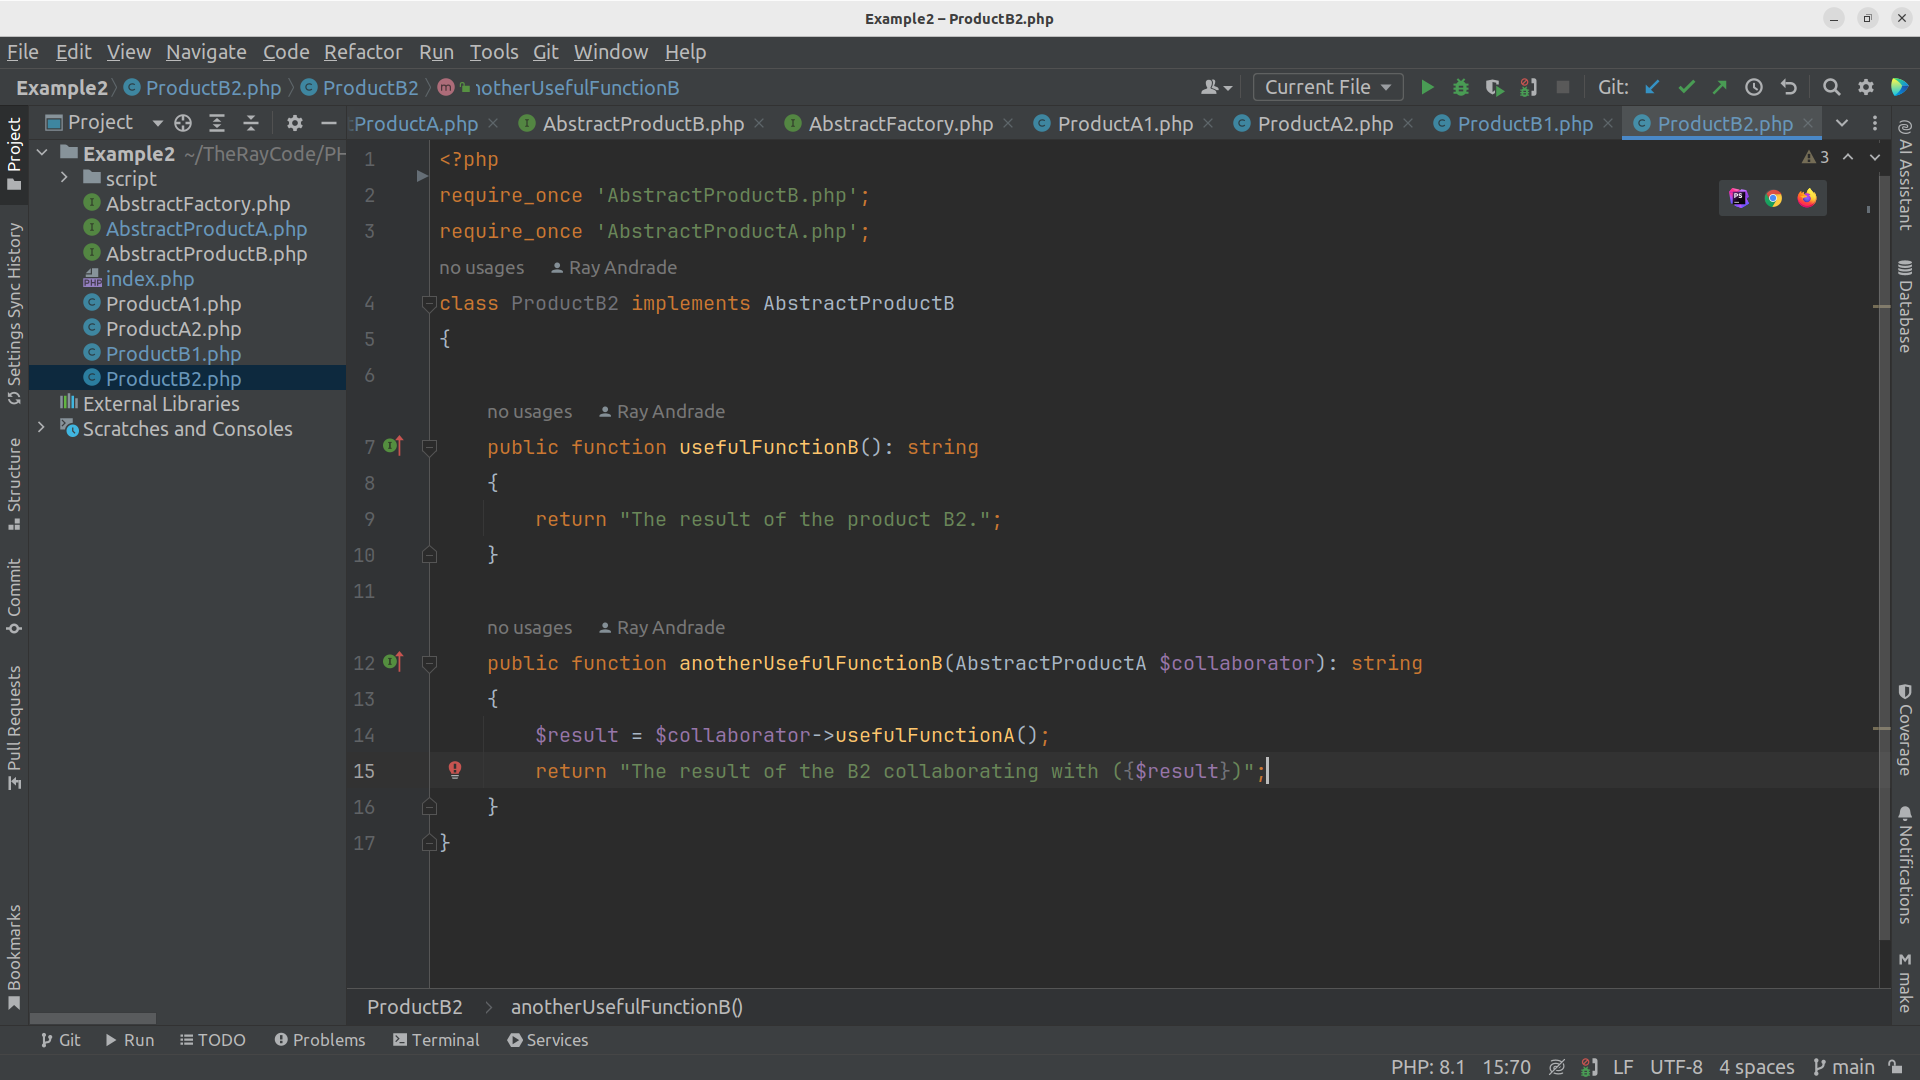 Example2 – ProductB2.php
File Edit View Navigate Code Refactor Run Tools Git Window Help
Example2 ProductB2.php ProductB2 m notherUsefulFunctionB Current File Git:
Project ProductA.php AbstractProductB.php AbstractFactory.php ProductA1.php ProductA2.php ProductB1.php ProductB2.php
Example2 ~/TheRayCode/PH
script
AbstractFactory.php
AbstractProductA.php
AbstractProductB.php
index.php
ProductA1.php
ProductA2.php
ProductB1.php
ProductB2.php
External Libraries
Scratches and Consoles
Project
Settings Sync History
Structure
Commit
Pull Requests
Bookmarks
3
1 <?php
2 require_once 'AbstractProductB.php';
3 require_once 'AbstractProductA.php';
no usages Ray Andrade
4 class ProductB2 implements AbstractProductB
5 {
6
no usages Ray Andrade
7 public function usefulFunctionB(): string
8 {
9 return "The result of the product B2.";
10 }
11
no usages Ray Andrade
12 public function anotherUsefulFunctionB(AbstractProductA $collaborator): string
13 {
14 $result = $collaborator->usefulFunctionA();
15 return "The result of the B2 collaborating with ({$result})";
16 }
17 }
AI Assistant
Database
Coverage
Notifications
M make
ProductB2 anotherUsefulFunctionB()
Git Run TODO Problems Terminal Services
PHP: 8.1 15:70 LF UTF-8 4 spaces main